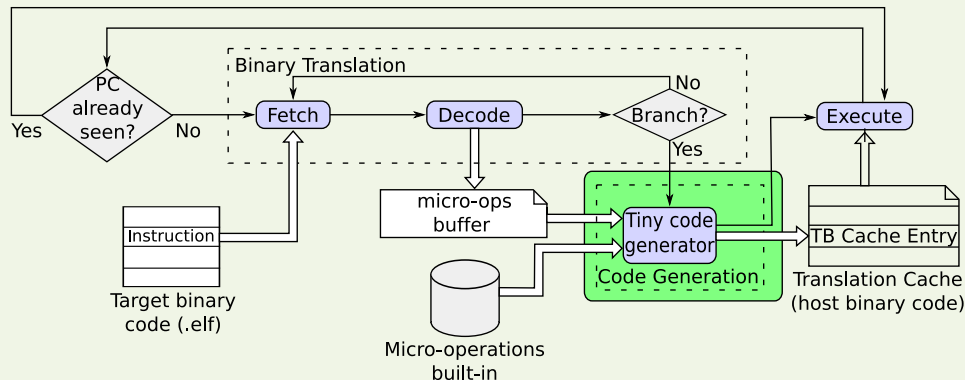 Binary Translation
No
PC
already
seen?
Yes
No
Fetch
Decode
Branch?
Execute
Yes
micro-ops
buffer
Tiny code
generator
Code Generation
Instruction
TB Cache Entry
Target binary
code (.elf)
Translation Cache
(host binary code)
Micro-operations
built-in